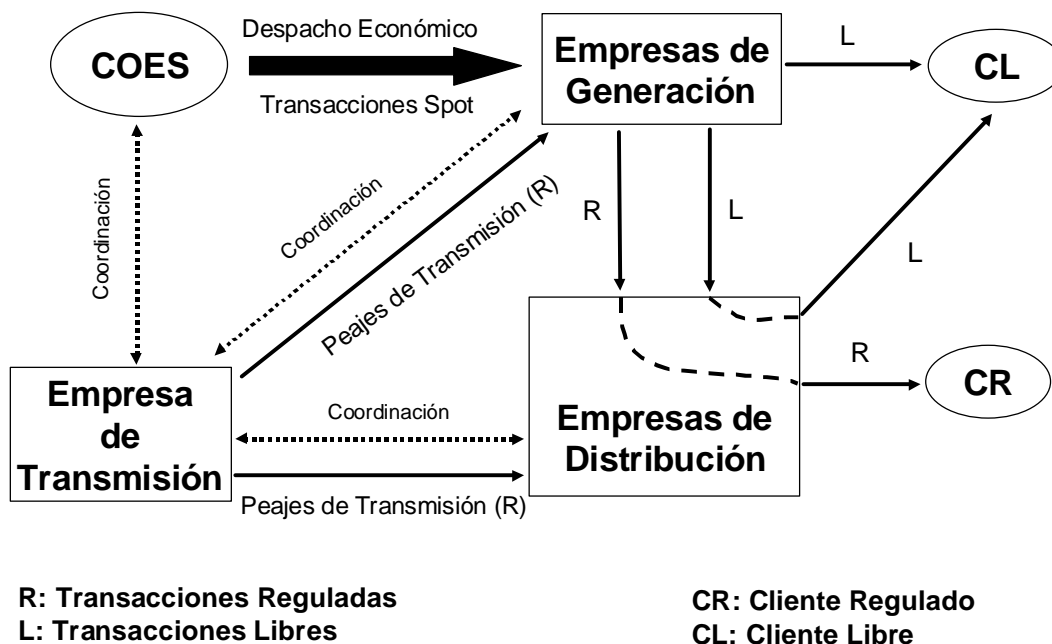 Despacho Económico
COES
Transacciones Spot
Empresas de
Generación
L
CL
Coordinación
Coordinación
Peajes de Transmisión (R)
R
L
L
Empresa
de
Transmisión
Coordinación
Peajes de Transmisión (R)
Empresas de
Distribución
R
CR
R: Transacciones Reguladas
L: Transacciones Libres
CR: Cliente Regulado
CL: Cliente Libre